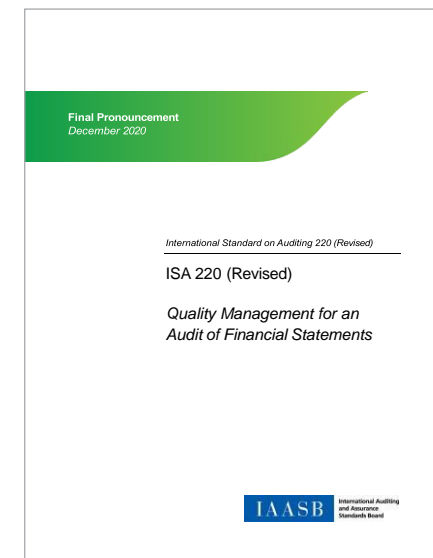 Final Pronouncement
December 2020
International Standard on Auditing 220 (Revised)
ISA 220 (Revised)
Quality Management for an
Audit of Financial Statements
IAASB
International Auditing
and Assurance
Standards Board